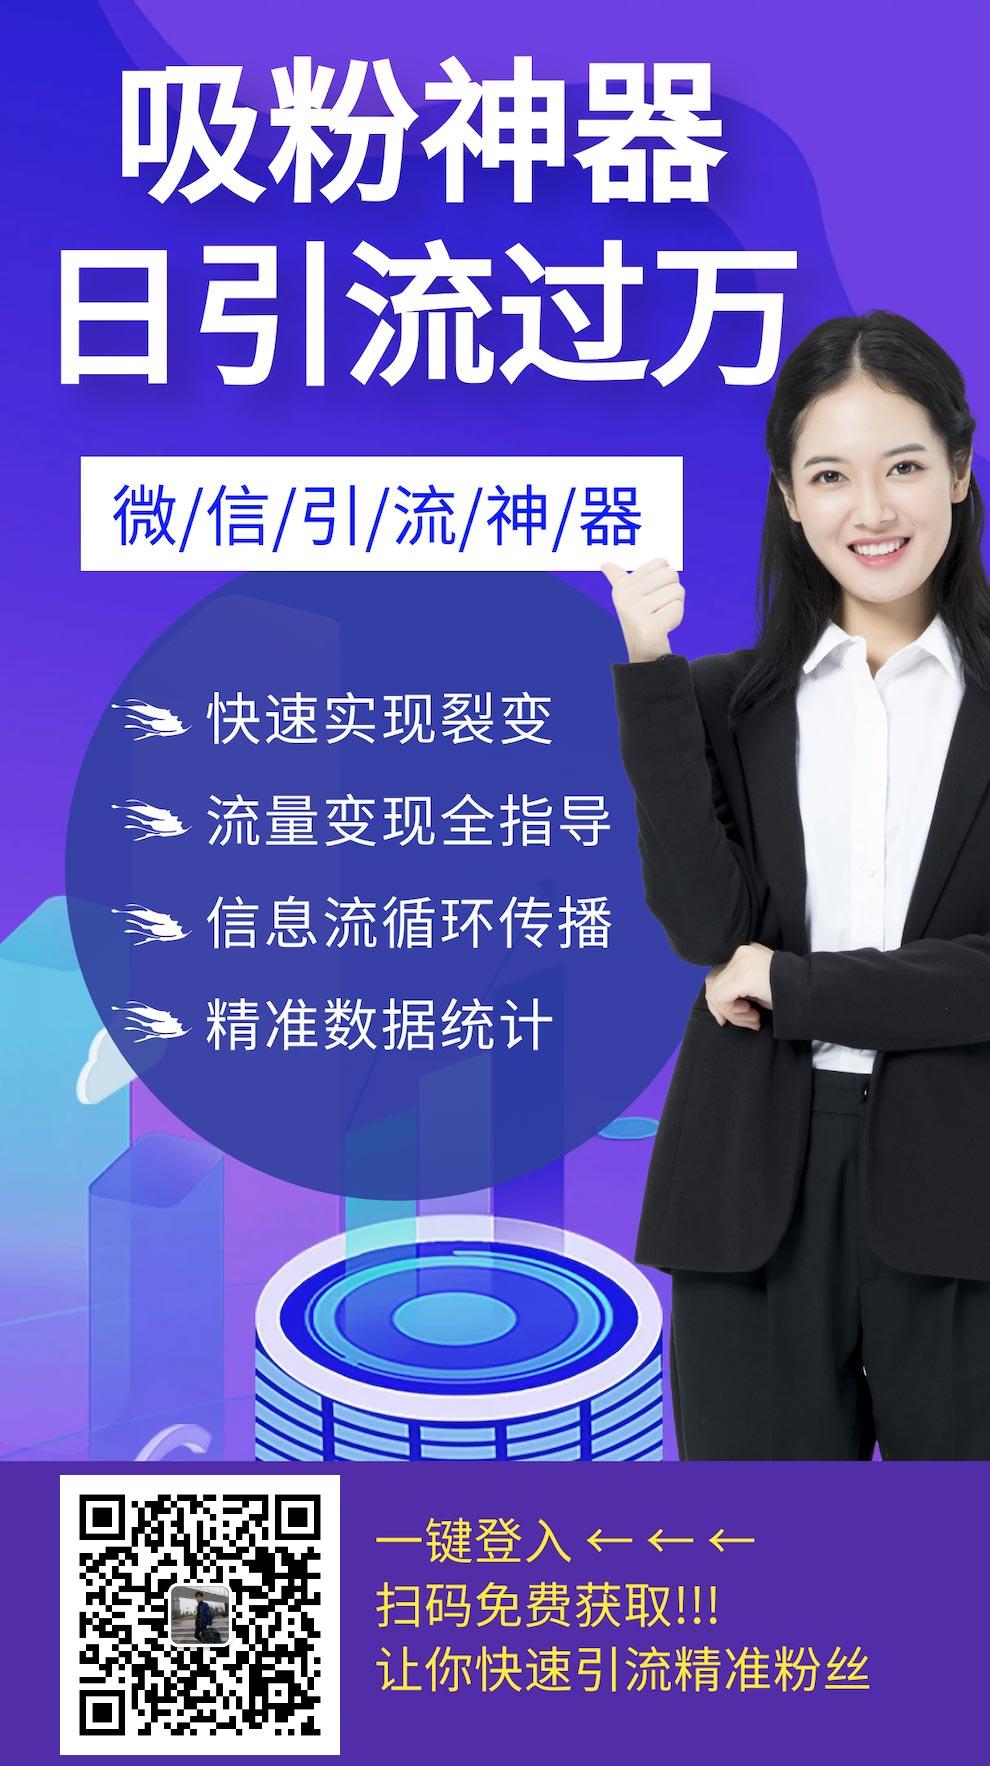 吸粉神器
日引流过万
微/信/引/流/神/器
快速实现裂变
流量变现全指导
信息流循环传播
精准数据统计
一键登入←←←
扫码免费获取!!!
让你快速引流精准粉丝